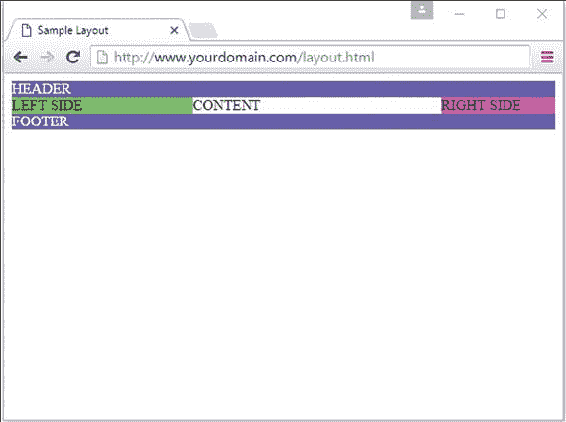 Sample Layout
http://www.yourdomain.com/layout.html
HEADER
LEFT SIDE CONTENT RIGHT SIDE
FOOTER